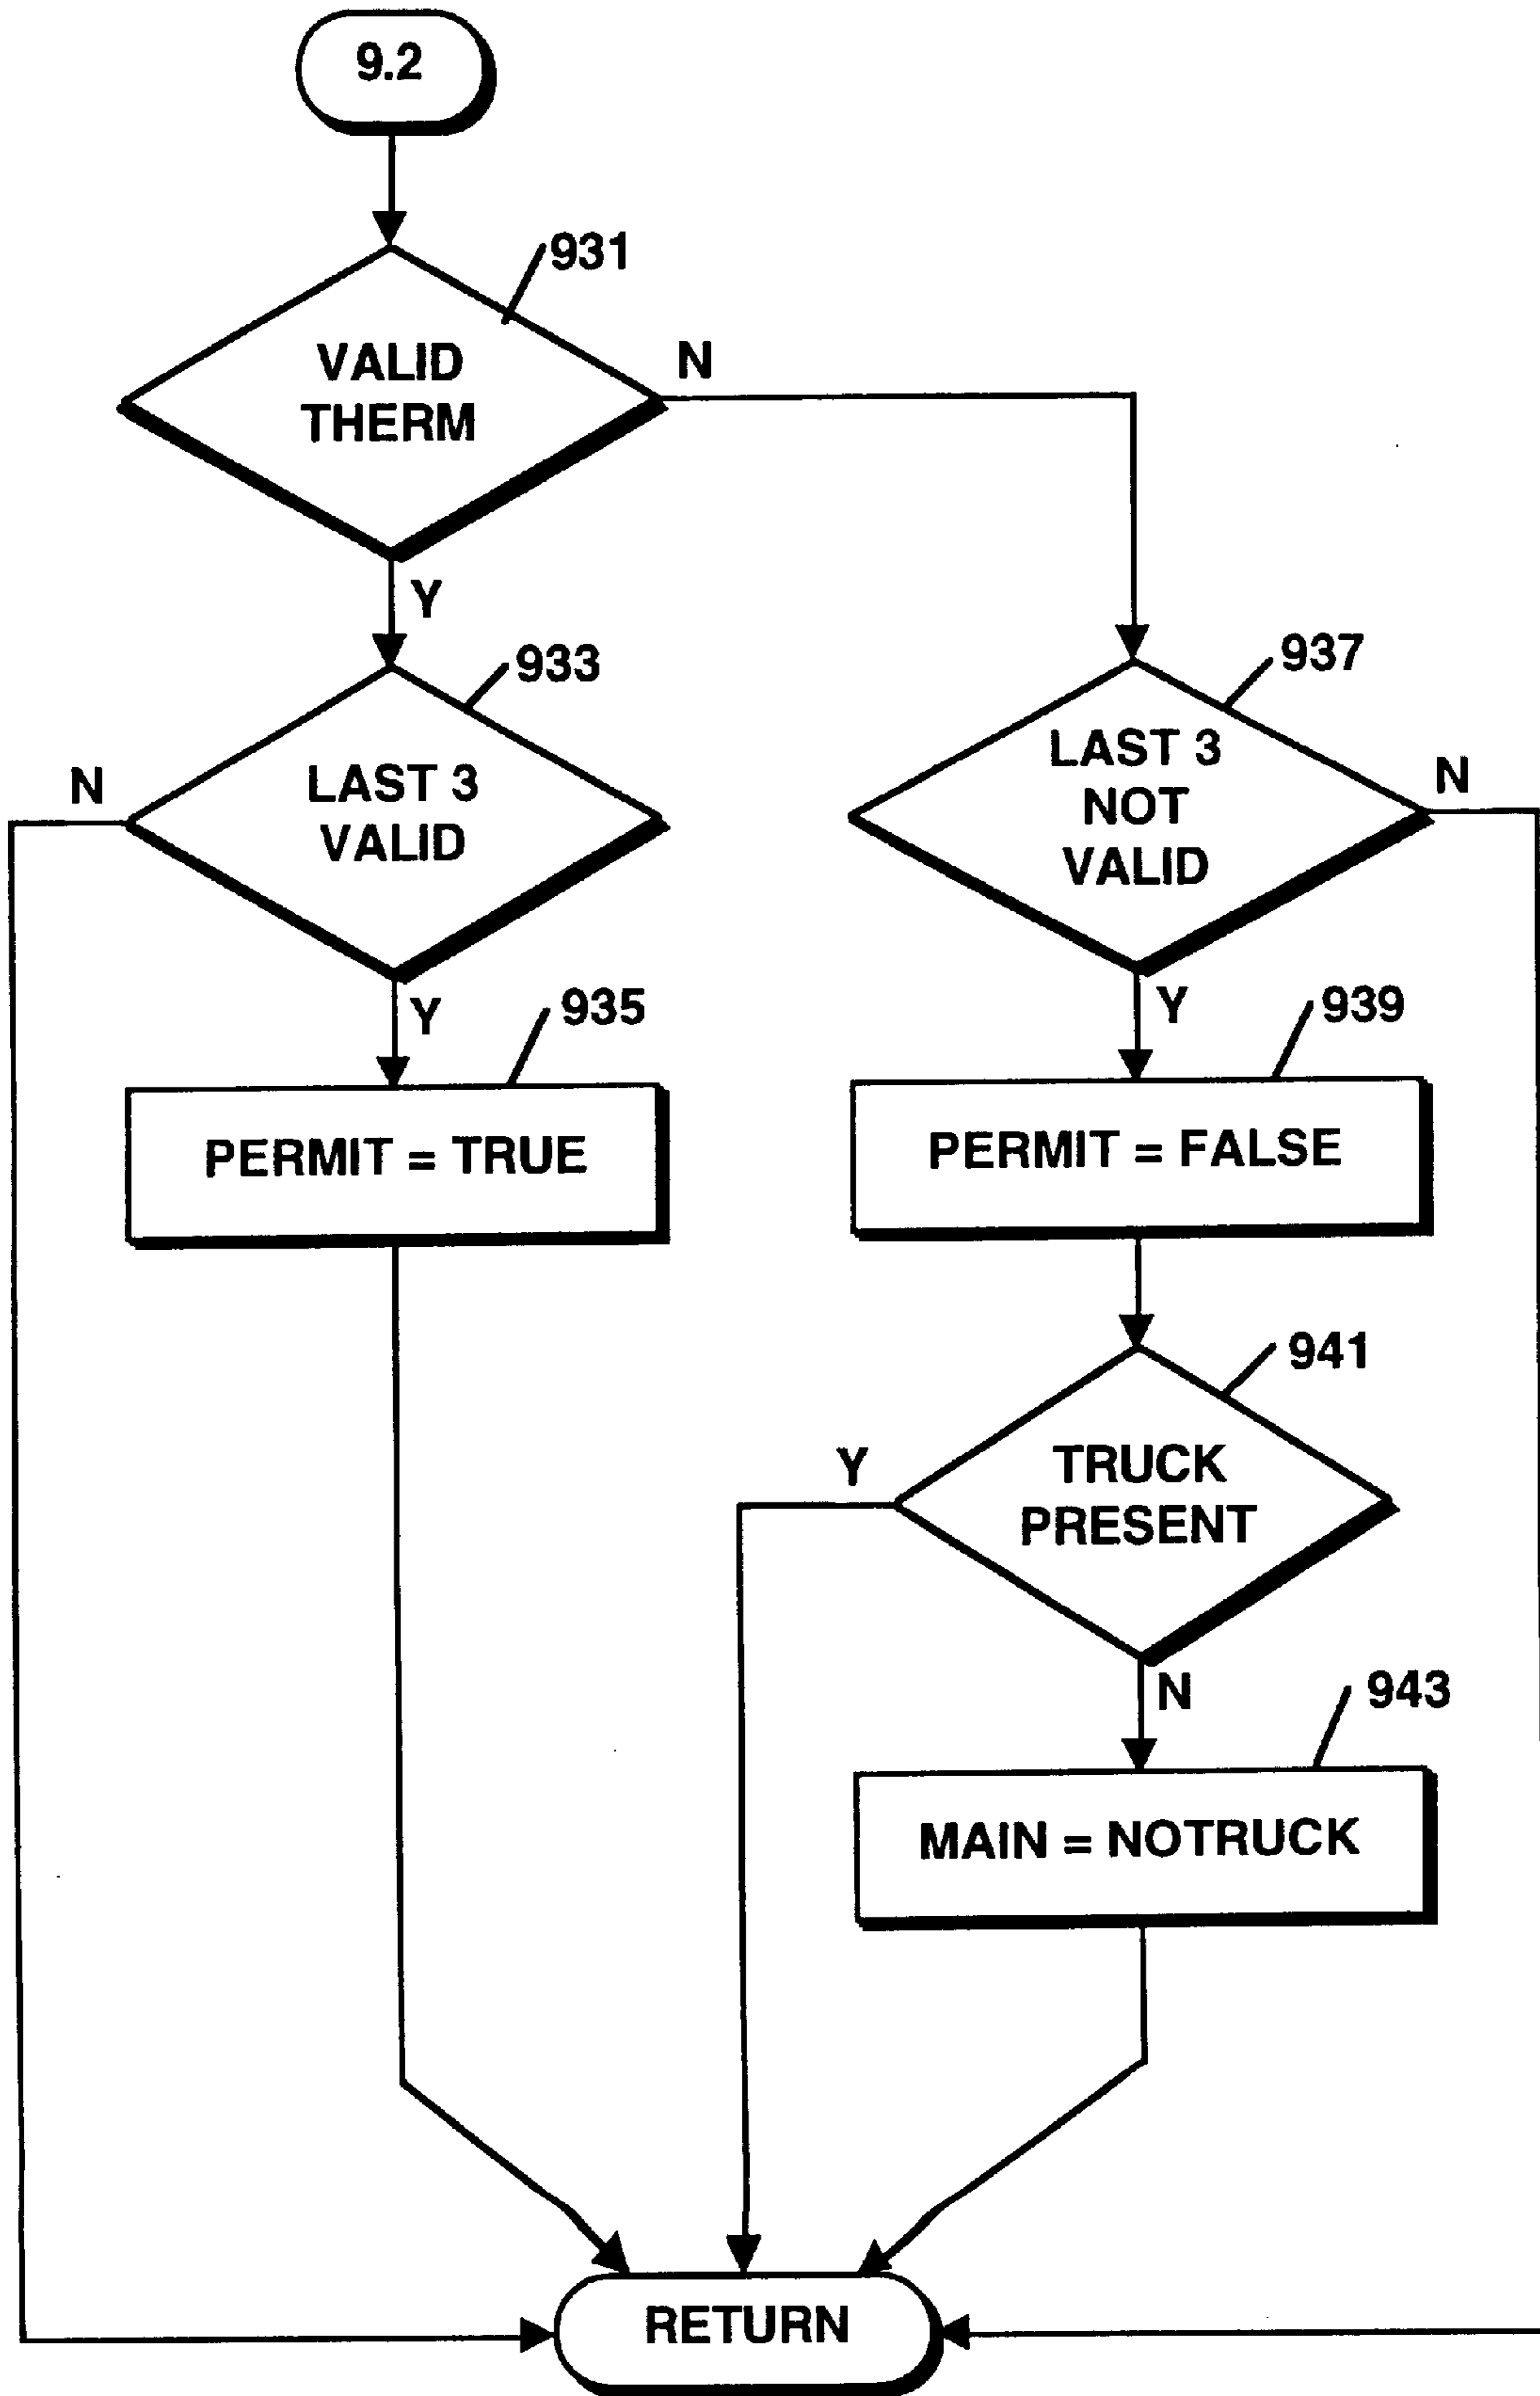 9.2
931
VALID
THERM
N
Y
933
LAST 3
VALID
N
Y
937
LAST 3
NOT
VALID
N
Y
935
PERMIT = TRUE
939
PERMIT = FALSE
941
TRUCK
PRESENT
Y
N
943
MAIN = NOTRUCK
RETURN